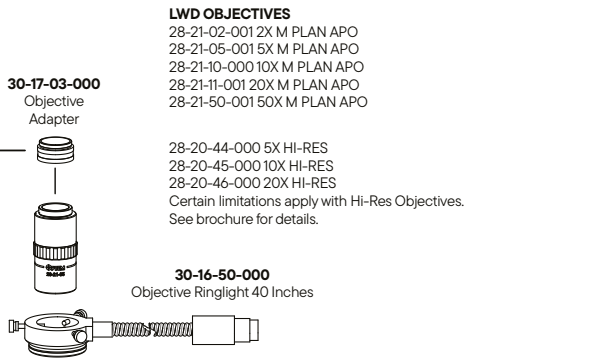 LWD OBJECTIVES
28-21-02-001 2X M PLAN APO
28-21-05-001 5X M PLAN APO
28-21-10-000 10X M PLAN APO
28-21-11-001 20X M PLAN APO
28-21-50-001 50X M PLAN APO
30-17-03-000
Objective
Adapter
28-20-44-000 5X HI-RES
28-20-45-000 10X HI-RES
28-20-46-000 20X HI-RES
Certain limitations apply with Hi-Res Objectives.
See brochure for details.
30-16-50-000
Objective Ringlight 40 Inches